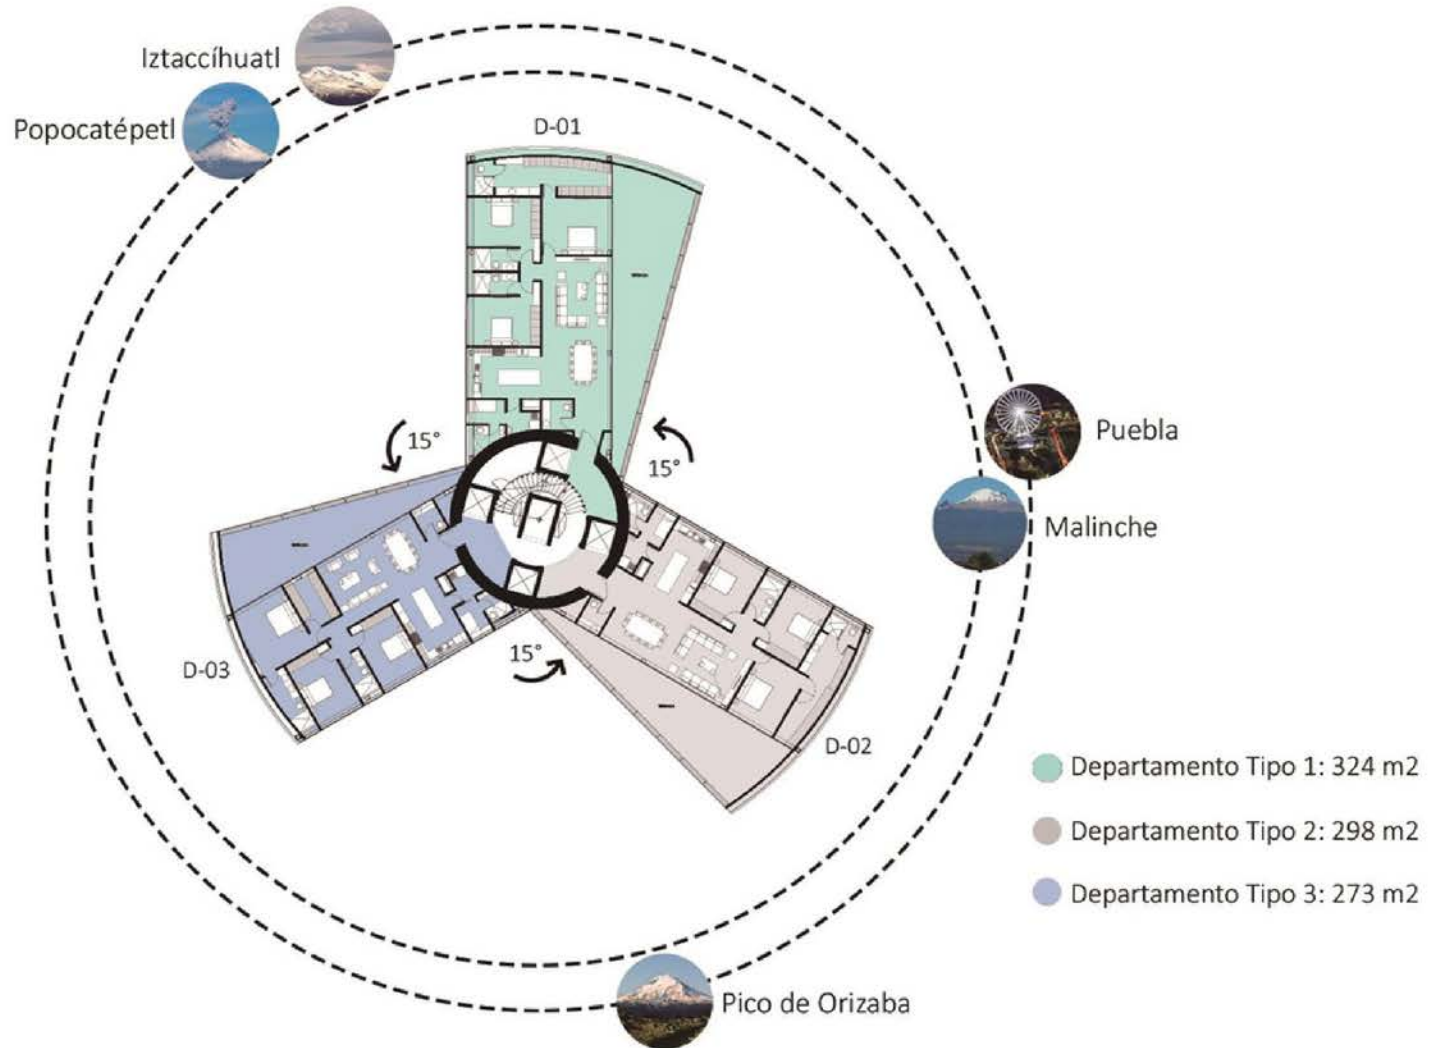 Iztaccíhuatl
Popocatépetl
D-01
15°
15°
Puebla
Malinche
D-03
15°
D-02
Departamento Tipo 1: 324 m2
Departamento Tipo 2: 298 m2
Departamento Tipo 3: 273 m2
Pico de Orizaba